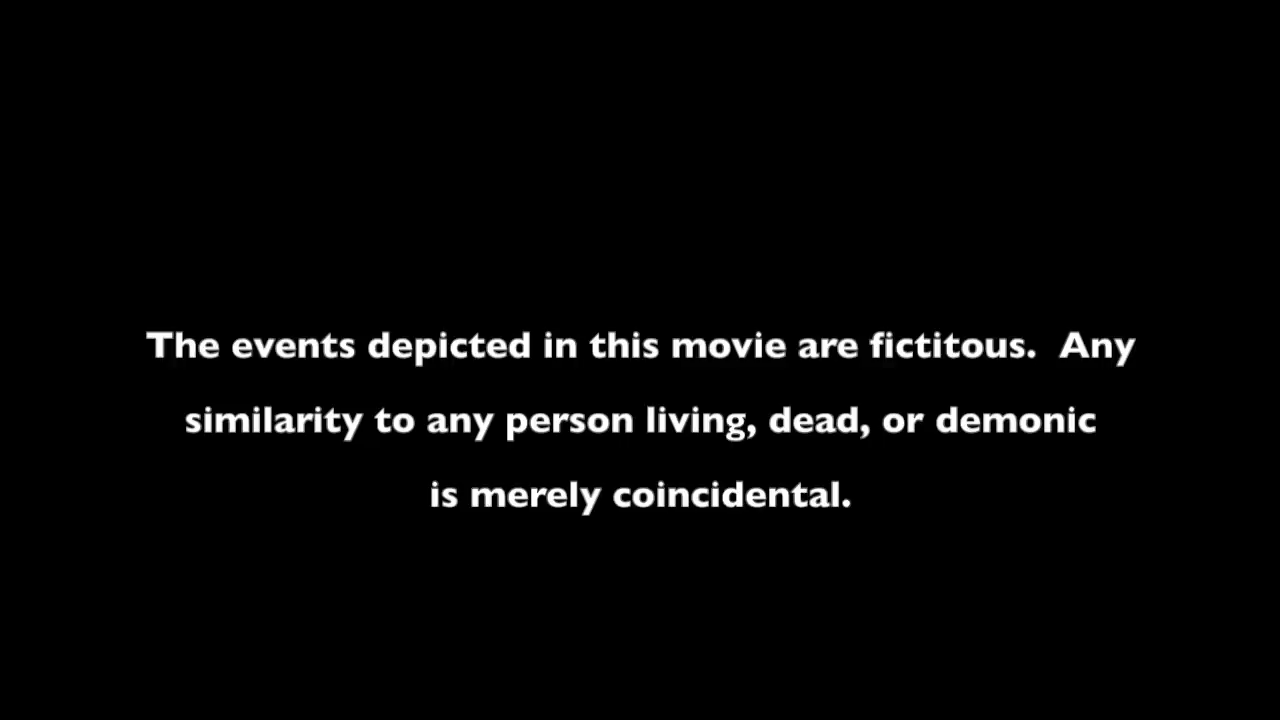 The events depicted in this movie are fictitous.  Any
similarity to any person living, dead, or demonic
is merely coincidental.